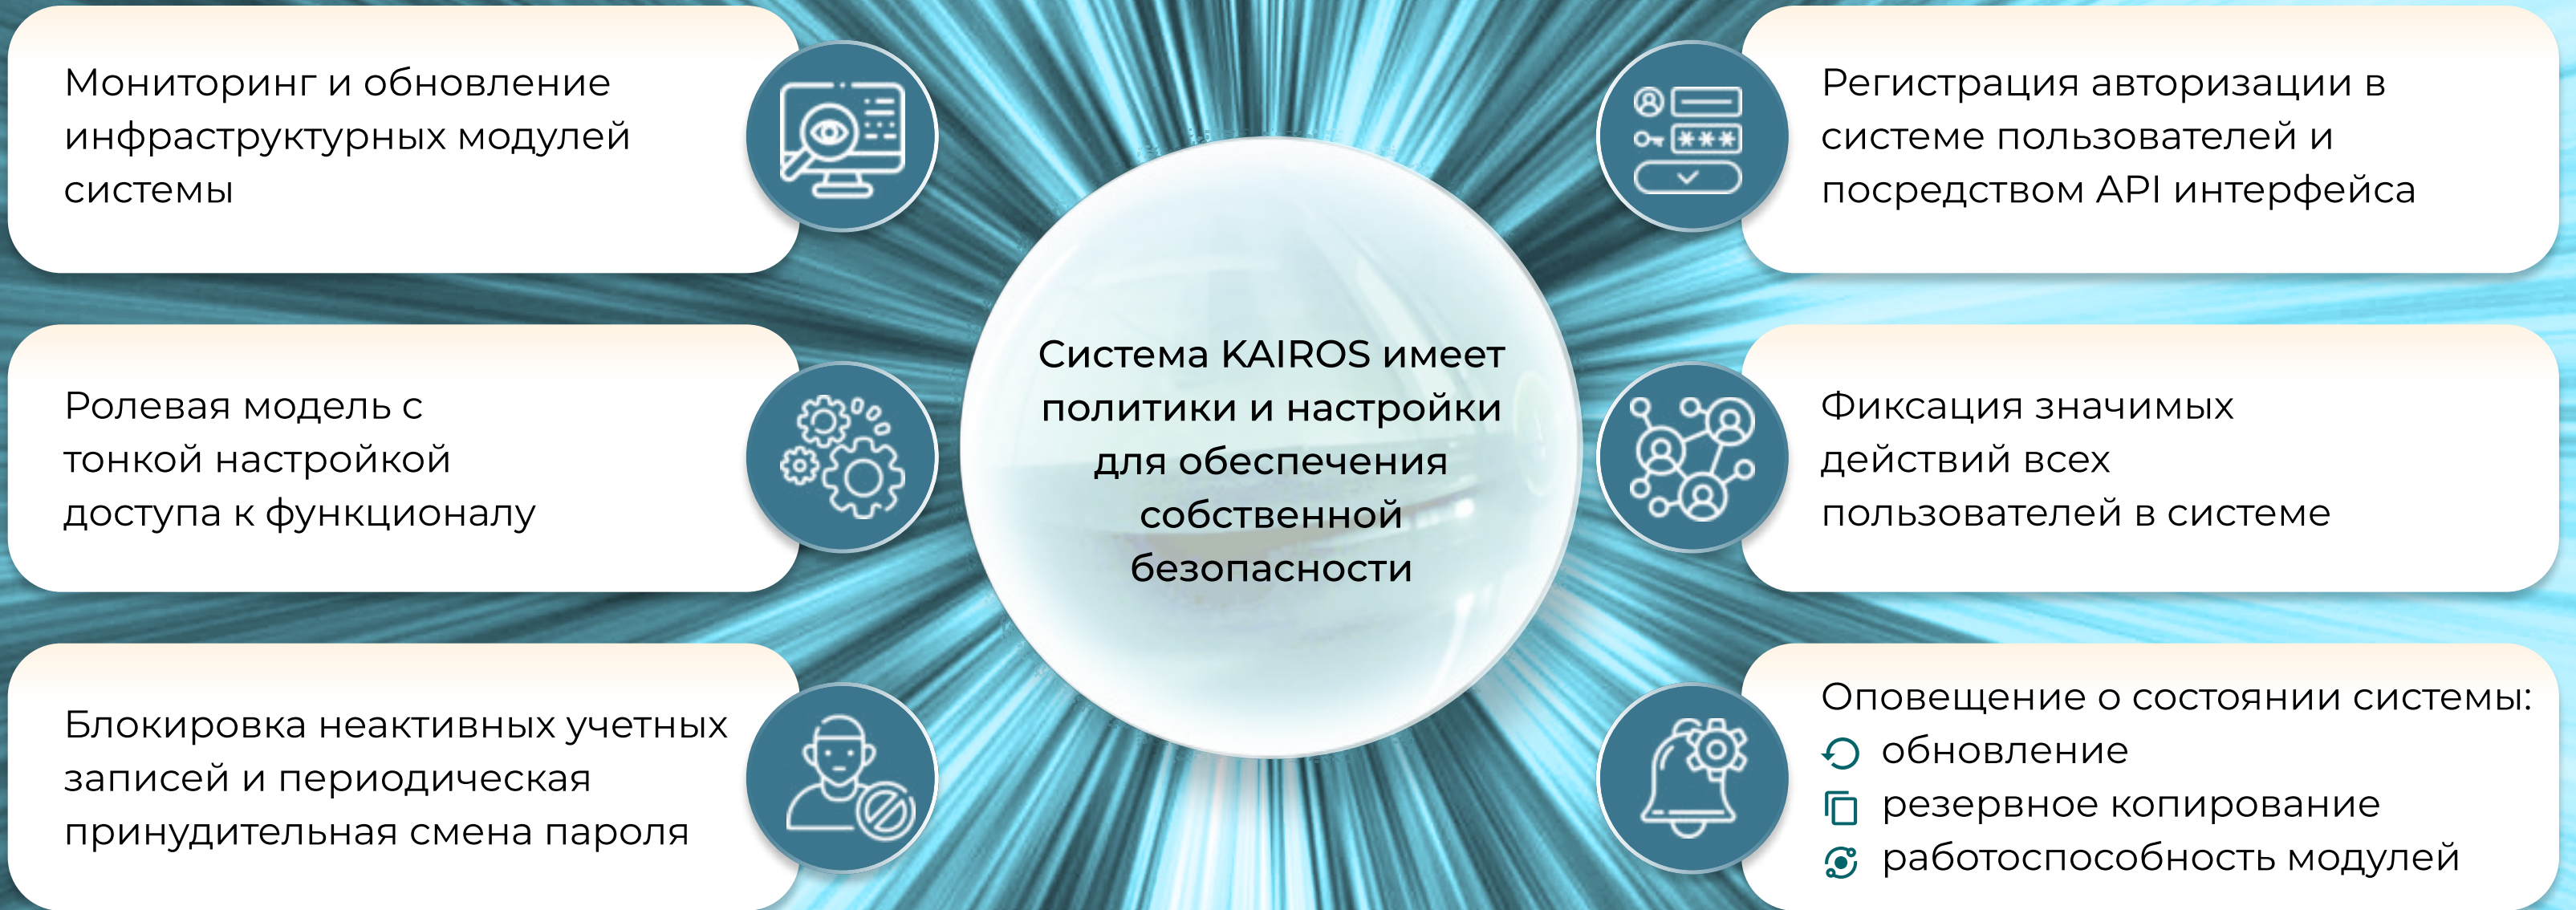 Мониторинг и обновление
инфраструктурных модулей
системы
Ролевая модель с
тонкой настройкой
доступа к функционалу
Блокировка неактивных учетных
записей и периодическая
принудительная смена пароля
Система KAIROS имеет
политики и настройки
для обеспечения
собственной
безопасности
Регистрация авторизации в
системе пользователей и
посредством API интерфейса
Фиксация значимых
действий всех
пользователей в системе
Оповещение о состоянии системы:
обновление
резервное копирование
работоспособность модулей